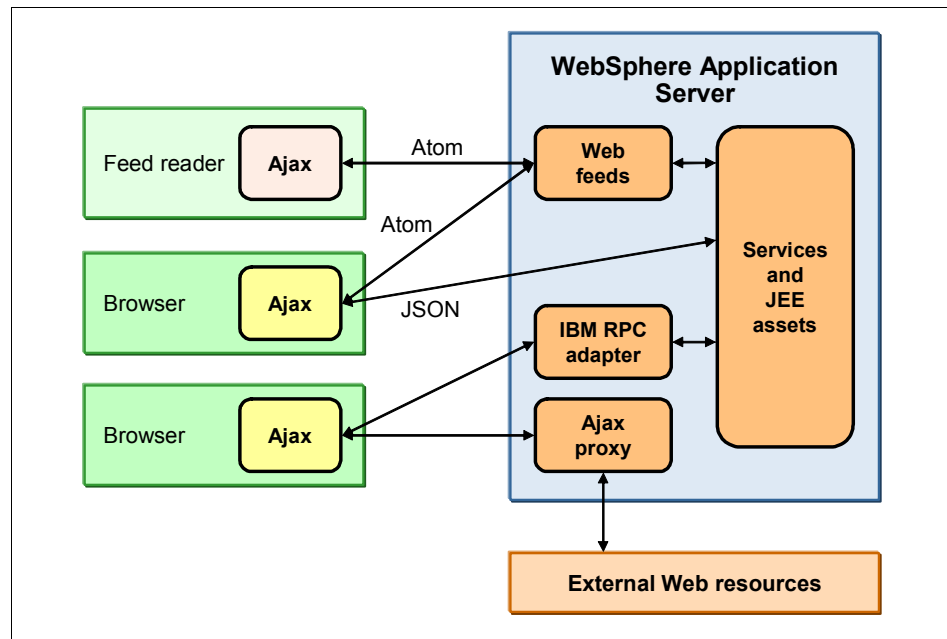 WebSphere Application
Server
Feed reader
Ajax
Atom
Web
feeds
Atom
Browser
Ajax
JSON
Services
and
JEE
assets
IBM RPC
adapter
Browser
Ajax
Ajax
proxy
External Web resources